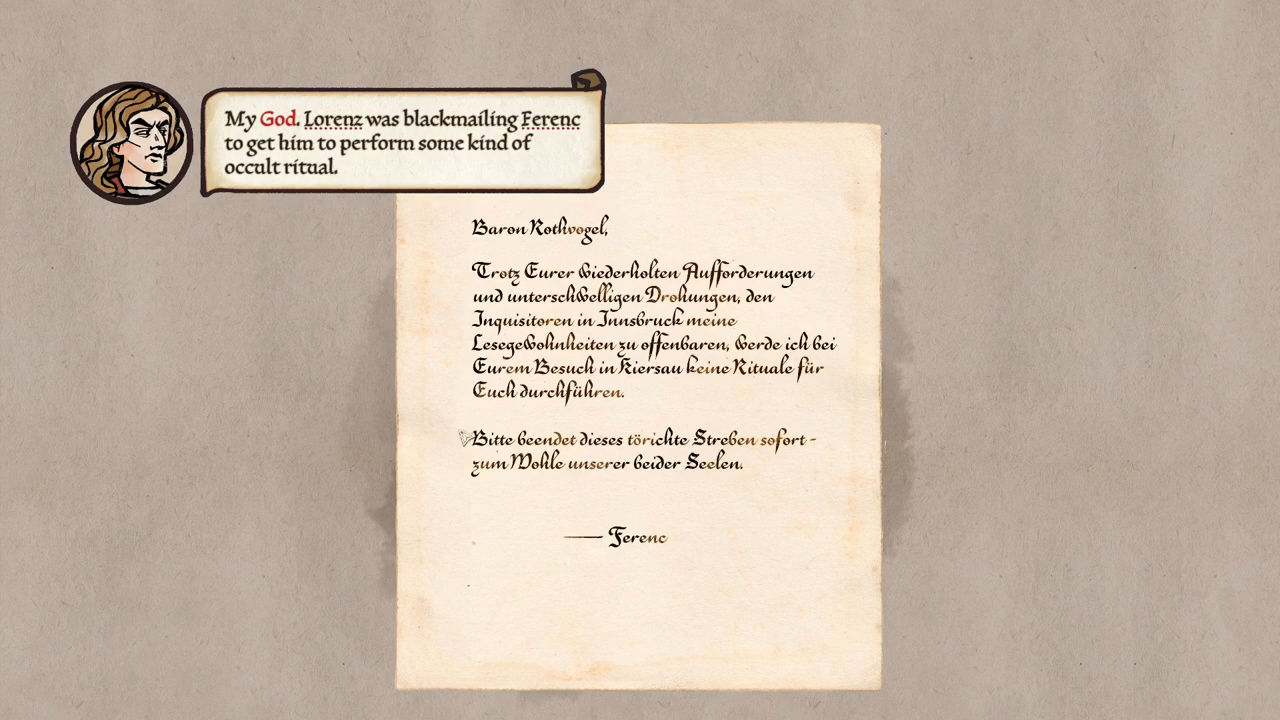 My God. Lorenz was blackmailing Ferenc
to get him to perform some kind of
occult ritual.
Baron Rothvogel,
Trotz Eurer wiederholten Aufforderungen
und unterschwelligen Drohungen, den
Inquisitoren in Innsbruck meine
Lesegewohnheiten zu offenbaren, werde ich bei
Eurem Besuch in Kiersau keine Rituale für
Euch durchführen.
Bitte beendet dieses törichte Streben sofort -
zum Wohle unserer beider Seelen.
—— Ferenc